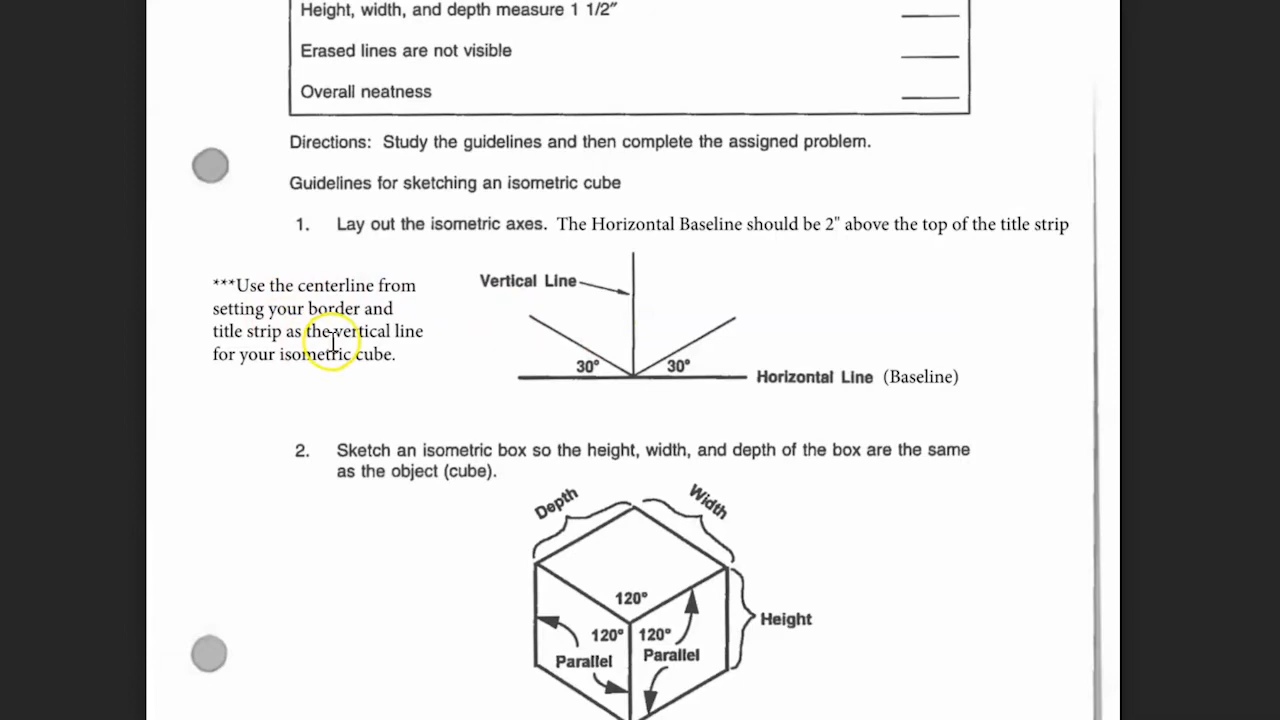 Height, width, and depth measure 1 1/2″
Erased lines are not visible
Overall neatness
Directions: Study the guidelines and then complete the assigned problem.
Guidelines for sketching an isometric cube
1. Lay out the isometric axes. The Horizontal Baseline should be 2" above the top of the title strip
***Use the centerline from
setting your border and
title strip as the vertical line
for your isometric cube.
Vertical Line
30° 30°
Horizontal Line (Baseline)
2. Sketch an isometric box so the height, width, and depth of the box are the same
as the object (cube).
Depth Width
120°
120° 120°
Height
Parallel Parallel